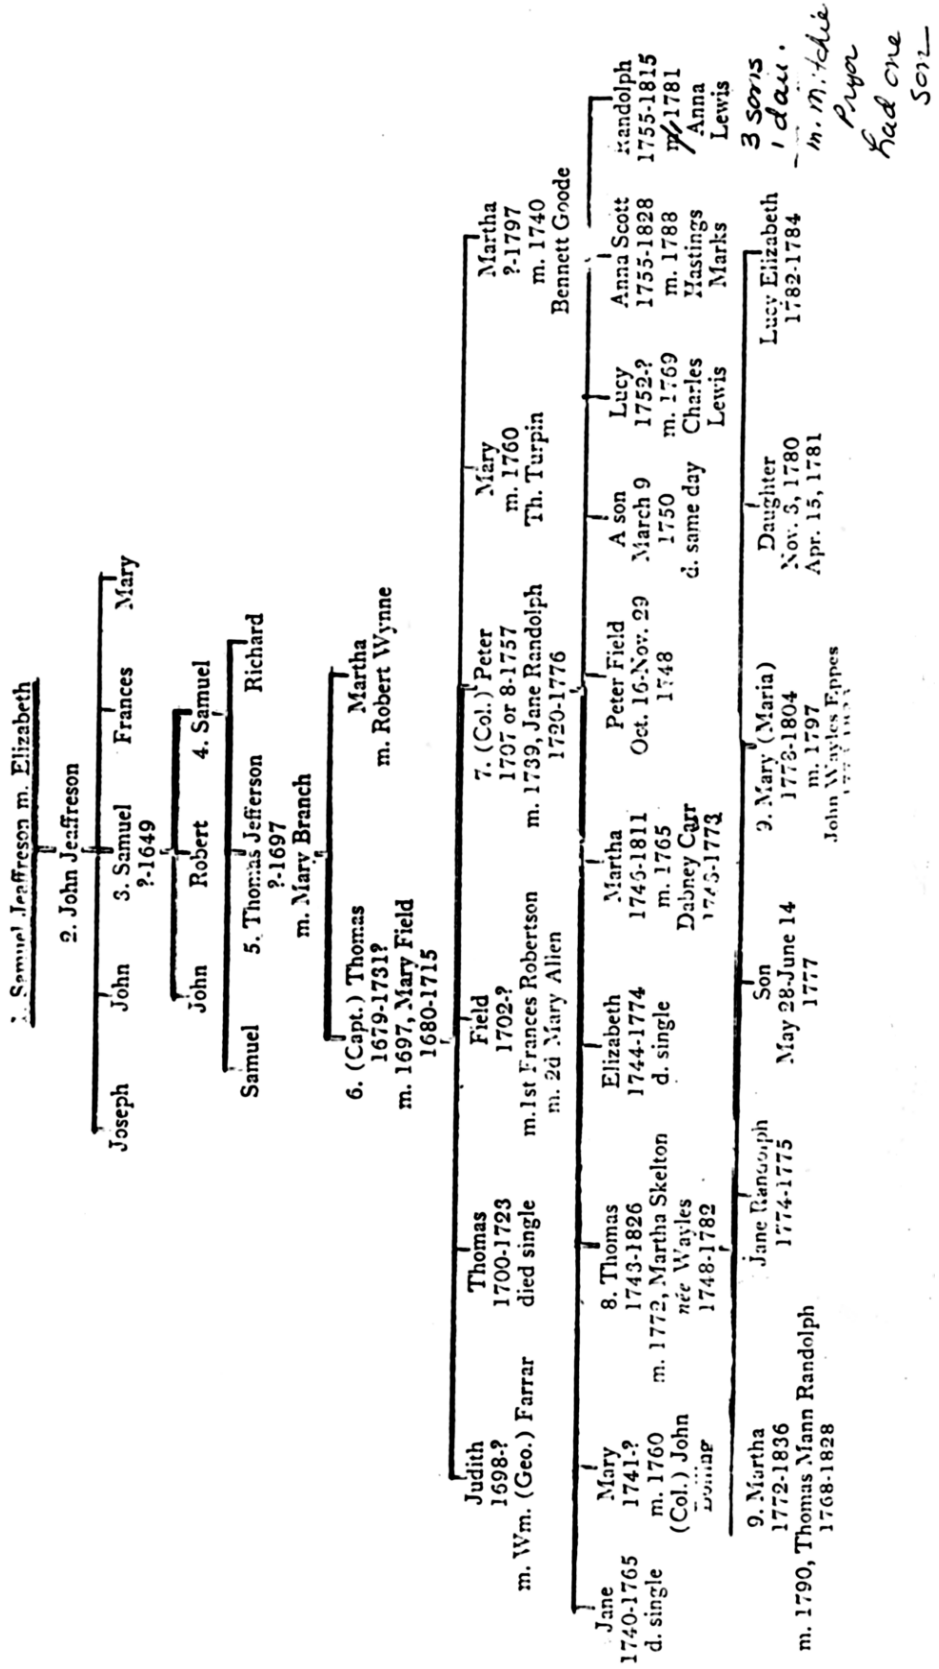 1. Samuel Jeaffreson m. Elizabeth
2. John Jeaffreson
Joseph
John
3. Samuel
?-1649
Frances
Mary
John
Robert
4. Samuel
Samuel
5. Thomas Jefferson
?-1697
m. Mary Branch
Richard
6. (Capt.) Thomas
1679-1731?
m. 1697, Mary Field
1680-1715
Martha
m. Robert Wynne
Judith
1698-?
m. Wm. (Geo.) Farrar
Thomas
1700-1723
died single
Field
1702-?
m. 1st Frances Robertson
m. 2d Mary Allen
7. (Col.) Peter
1707 or 8-1757
m. 1739, Jane Randolph
1720-1776
Mary
m. 1760
Th. Turpin
Martha
?-1797
m. 1740
Bennett Goode
Jane
1740-1765
d. single
Mary
1741-?
m. 1760
(Col.) John
Bolling
8. Thomas
1743-1826
m. 1772, Martha Skelton
née Wayles
1748-1782
Elizabeth
1744-1774
d. single
Martha
1746-1811
m. 1765
Dabney Carr
1743-1773
Peter Field
Oct. 16-Nov. 29
1748
A son
March 9
1750
d. same day
Lucy
1752-?
m. 1769
Charles
Lewis
Anna Scott
1755-1828
m. 1788
Hastings
Marks
Randolph
1755-1815
m. 1781
Anna
Lewis
3 sons
1 dau.
m. Mitchie
Pryor
had one
son
9. Martha
1772-1836
m. 1790, Thomas Mann Randolph
1768-1828
Jane Randolph
1774-1775
Son
May 28-June 14
1777
9. Mary (Maria)
1778-1804
m. 1797
John Wayles Eppes
Daughter
Nov. 3, 1780
Apr. 15, 1781
Lucy Elizabeth
1782-1784